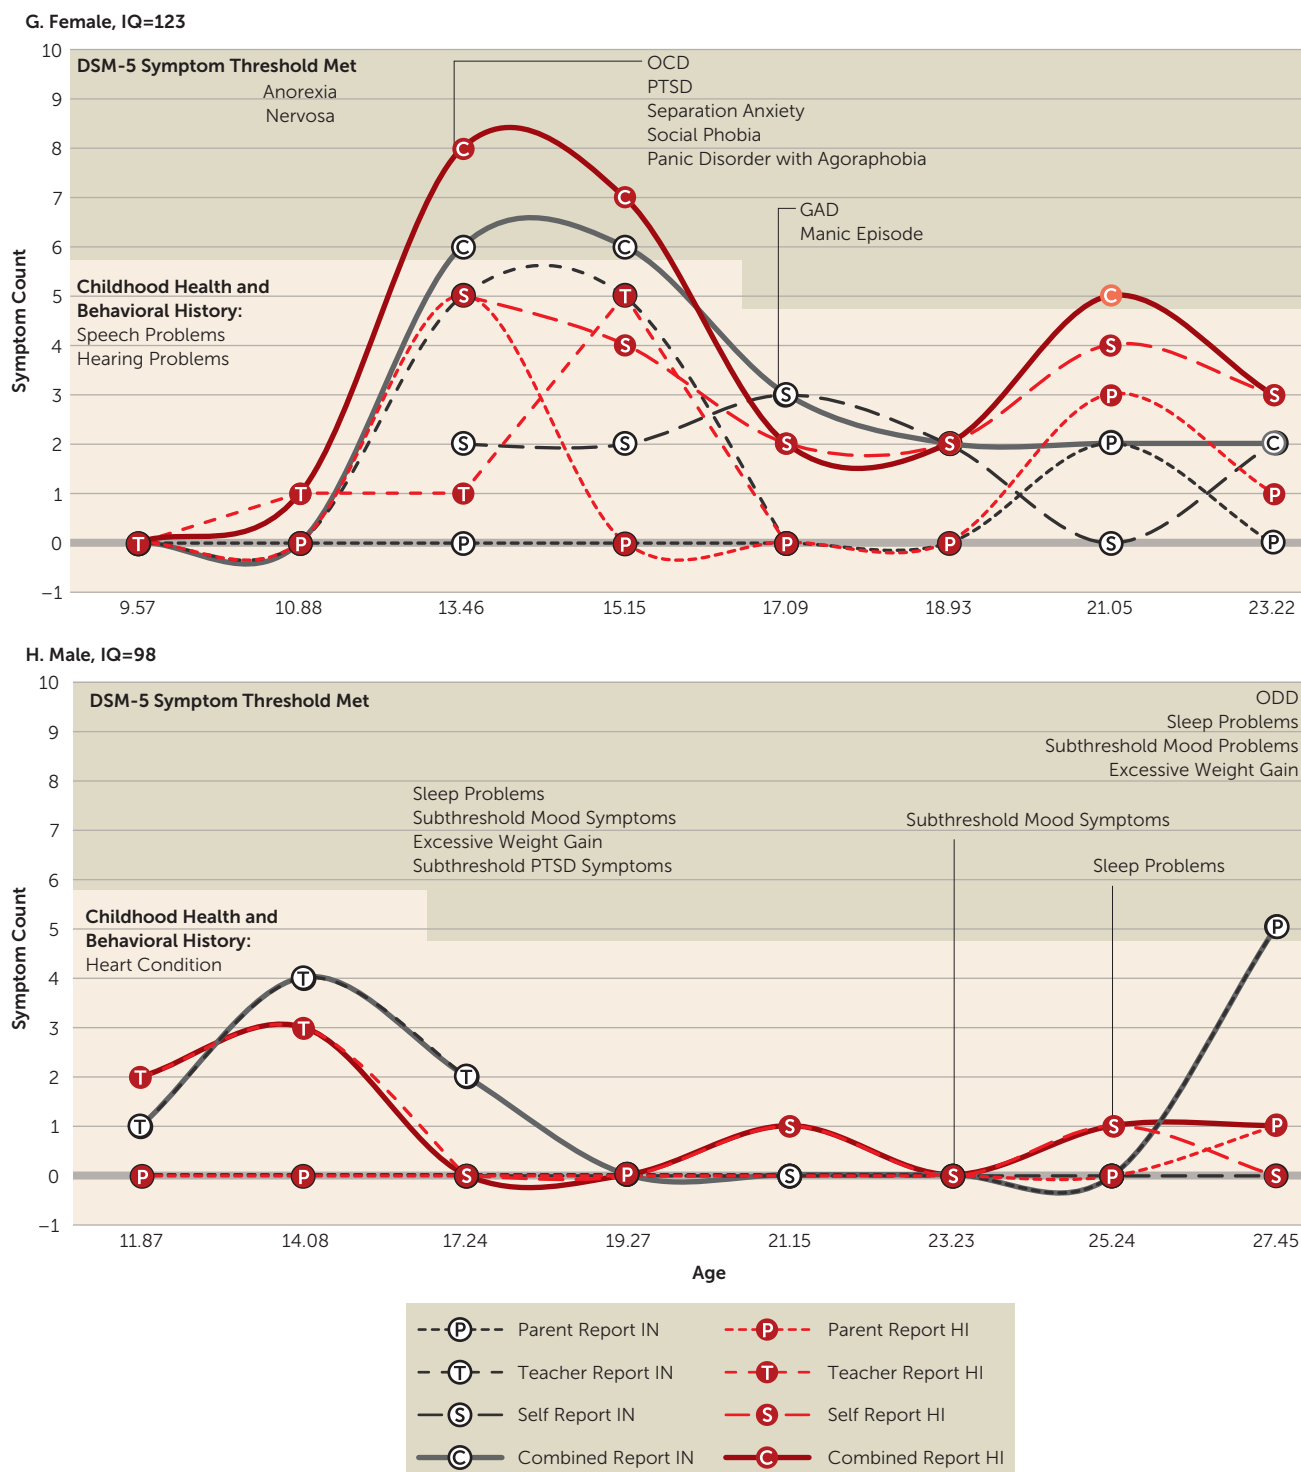 G. Female, IQ=123
10
9
8
7
6
5
4
3
2
1
0
−1
Symptom Count
DSM-5 Symptom Threshold Met
Anorexia
Nervosa
OCD
PTSD
Separation Anxiety
Social Phobia
Panic Disorder with Agoraphobia
GAD
Manic Episode
Childhood Health and
Behavioral History:
Speech Problems
Hearing Problems
C
C
C
C
S
T
S
S
S
S
T
P
S
S
S
C
S
P
P
S
C
P
T
T
P
P
P
P
S
P
9.57 10.88 13.46 15.15 17.09 18.93 21.05 23.22
H. Male, IQ=98
10
9
8
7
6
5
4
3
2
1
0
−1
Symptom Count
DSM-5 Symptom Threshold Met
ODD
Sleep Problems
Subthreshold Mood Problems
Excessive Weight Gain
Sleep Problems
Subthreshold Mood Symptoms
Excessive Weight Gain
Subthreshold PTSD Symptoms
Subthreshold Mood Symptoms
Sleep Problems
Childhood Health and
Behavioral History:
Heart Condition
P
T
T
T
T
T
S
S
P
P
P
S
P
S
S
P
S
11.87 14.08 17.24 19.27 21.15 23.23 25.24 27.45
Age
P Parent Report IN
P Parent Report HI
T Teacher Report IN
T Teacher Report HI
S Self Report IN
S Self Report HI
C Combined Report IN
C Combined Report HI